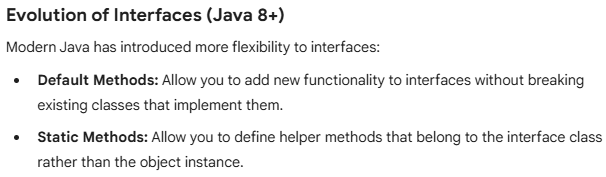 Evolution of Interfaces (Java 8+)
Modern Java has introduced more flexibility to interfaces:
• Default Methods: Allow you to add new functionality to interfaces without breaking
existing classes that implement them.
• Static Methods: Allow you to define helper methods that belong to the interface class
rather than the object instance.